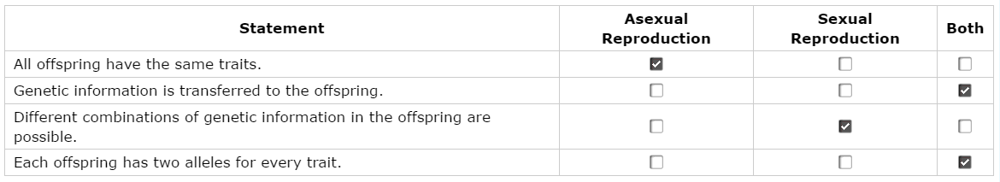 Statement
Asexual
Reproduction
Sexual
Reproduction
Both
All offspring have the same traits.
Genetic information is transferred to the offspring.
Different combinations of genetic information in the offspring are
possible.
Each offspring has two alleles for every trait.